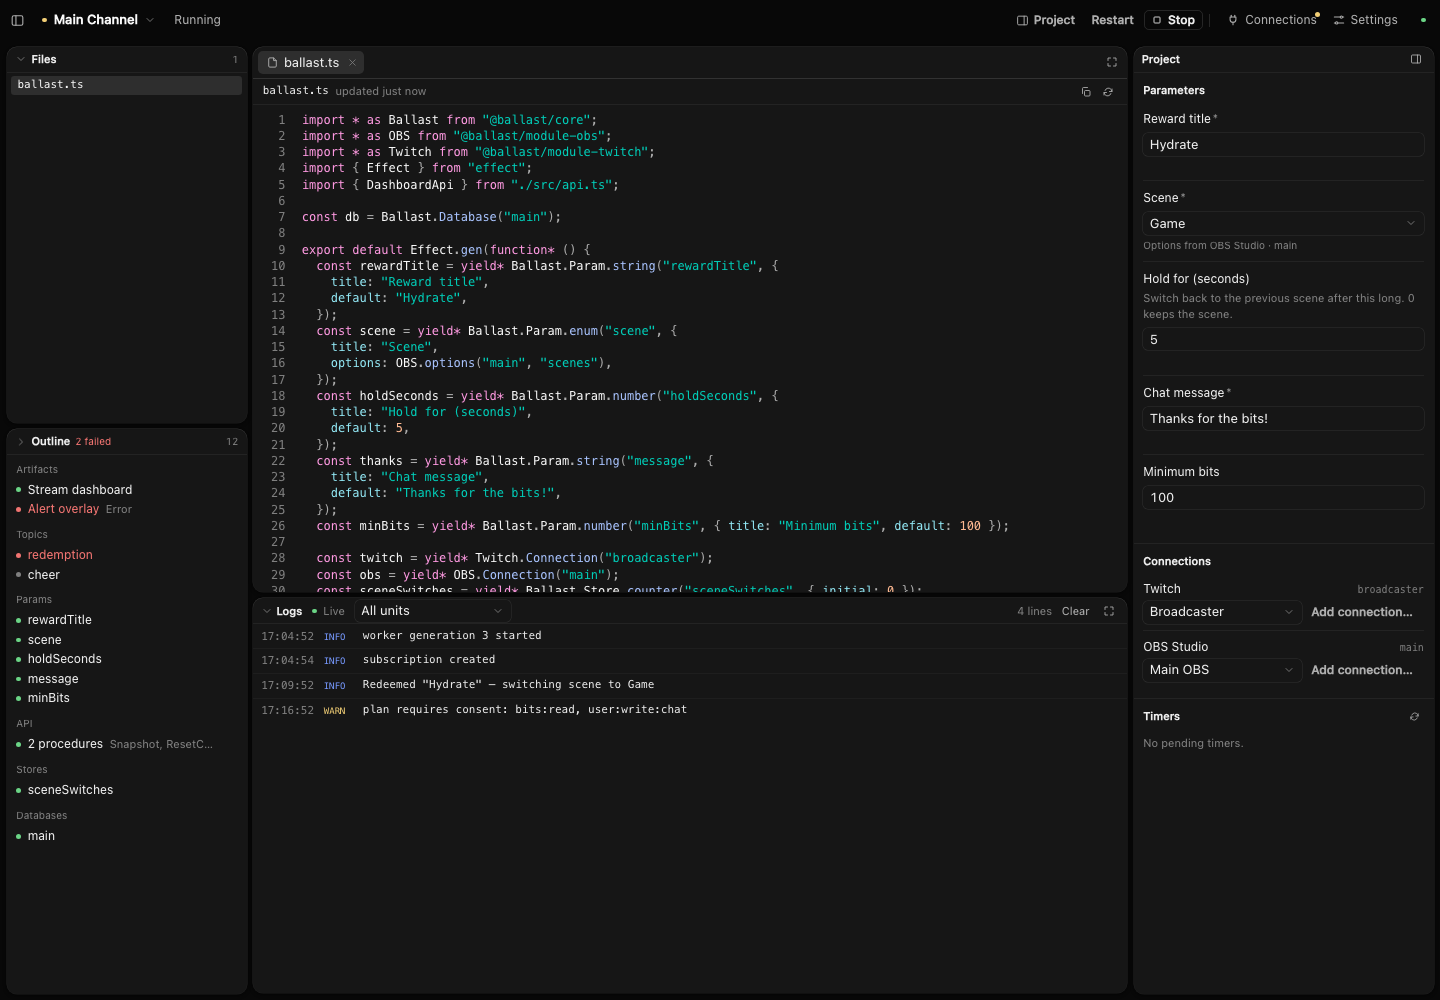 Main Channel
Running
Project
Restart
Stop
Connections
Settings
Files
1
ballast.ts
Outline 2 failed
12
Artifacts
Stream dashboard
Alert overlay Error
Topics
redemption
cheer
Params
rewardTitle
scene
holdSeconds
message
minBits
API
2 procedures Snapshot, ResetC...
Stores
sceneSwitches
Databases
main
ballast.ts
ballast.ts updated just now
1 import * as Ballast from "@ballast/core";
2 import * as OBS from "@ballast/module-obs";
3 import * as Twitch from "@ballast/module-twitch";
4 import { Effect } from "effect";
5 import { DashboardApi } from "./src/api.ts";
6
7 const db = Ballast.Database("main");
8
9 export default Effect.gen(function* () {
10 const rewardTitle = yield* Ballast.Param.string("rewardTitle", {
11 title: "Reward title",
12 default: "Hydrate",
13 });
14 const scene = yield* Ballast.Param.enum("scene", {
15 title: "Scene",
16 options: OBS.options("main", "scenes"),
17 });
18 const holdSeconds = yield* Ballast.Param.number("holdSeconds", {
19 title: "Hold for (seconds)",
20 default: 5,
21 });
22 const thanks = yield* Ballast.Param.string("message", {
23 title: "Chat message",
24 default: "Thanks for the bits!",
25 });
26 const minBits = yield* Ballast.Param.number("minBits", { title: "Minimum bits", default: 100 });
27
28 const twitch = yield* Twitch.Connection("broadcaster");
29 const obs = yield* OBS.Connection("main");
30 const sceneSwitches = yield* Ballast.Store.counter("sceneSwitches", { initial: 0 });
Logs
Live
All units
4 lines
Clear
17:04:52 INFO worker generation 3 started
17:04:54 INFO subscription created
17:09:52 INFO Redeemed "Hydrate" — switching scene to Game
17:16:52 WARN plan requires consent: bits:read, user:write:chat
Project
Parameters
Reward title*
Hydrate
Scene*
Game
Options from OBS Studio · main
Hold for (seconds)
Switch back to the previous scene after this long. 0
keeps the scene.
5
Chat message*
Thanks for the bits!
Minimum bits
100
Connections
Twitch broadcaster
Broadcaster Add connection...
OBS Studio main
Main OBS Add connection...
Timers
No pending timers.